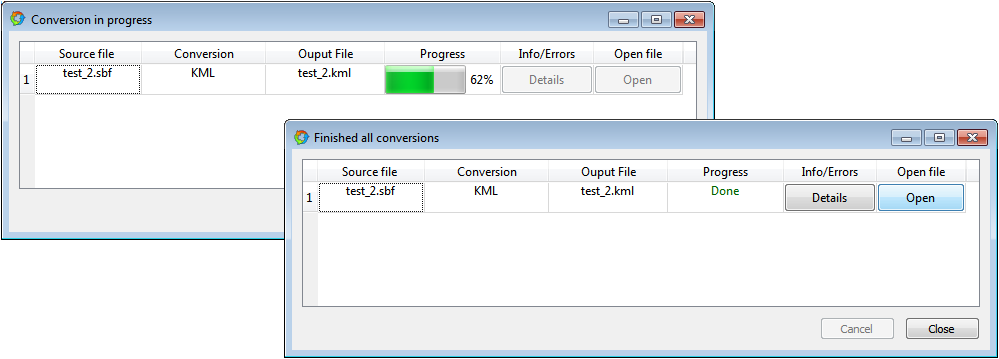 Conversion in progress
Source file Conversion Ouput File Progress Info/Errors Open file
1 test_2.sbf KML test_2.kml 62% Details Open
Finished all conversions
Source file Conversion Ouput File Progress Info/Errors Open file
1 test_2.sbf KML test_2.kml Done Details Open
Cancel Close